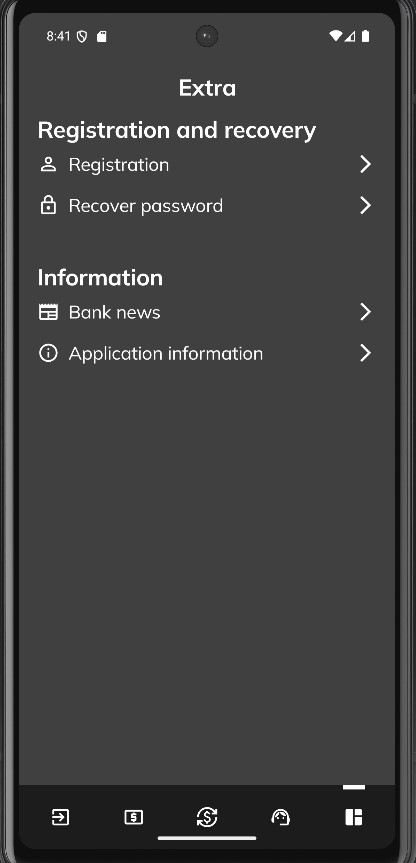 8:41
Extra
Registration and recovery
Registration
Recover password
Information
Bank news
Application information